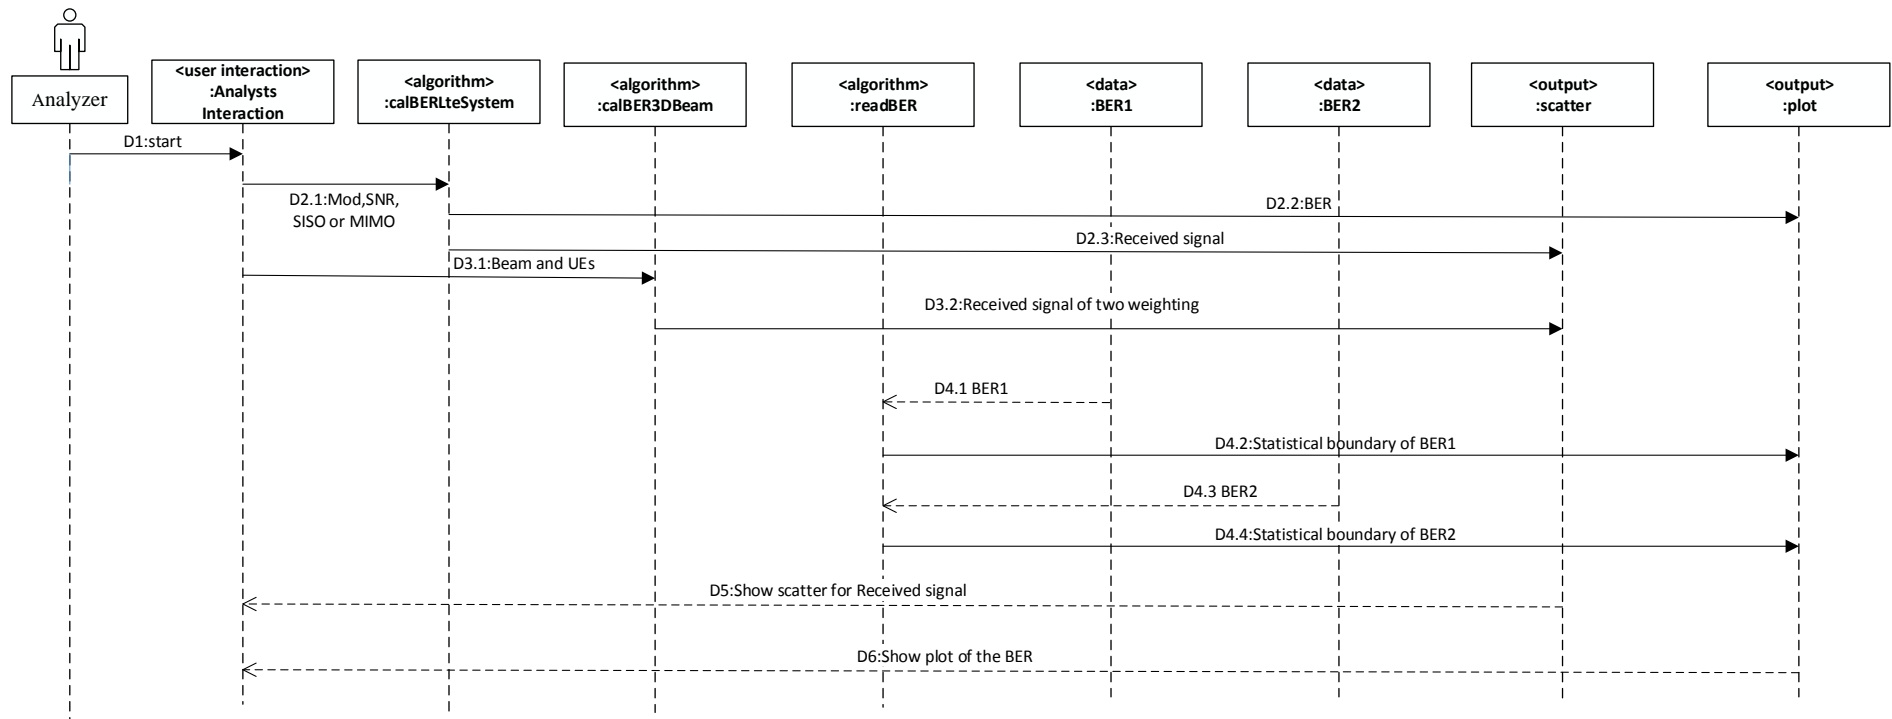 Analyzer
<user interaction>
:Analysts
Interaction
<algorithm>
:calBERLteSystem
<algorithm>
:calBER3DBeam
<algorithm>
:readBER
<data>
:BER1
<data>
:BER2
<output>
:scatter
<output>
:plot
D1:start
D2.1:Mod,SNR,
SISO or MIMO
D2.2:BER
D2.3:Received signal
D3.1:Beam and UEs
D3.2:Received signal of two weighting
D4.1 BER1
D4.2:Statistical boundary of BER1
D4.3 BER2
D4.4:Statistical boundary of BER2
D5:Show scatter for Received signal
D6:Show plot of the BER